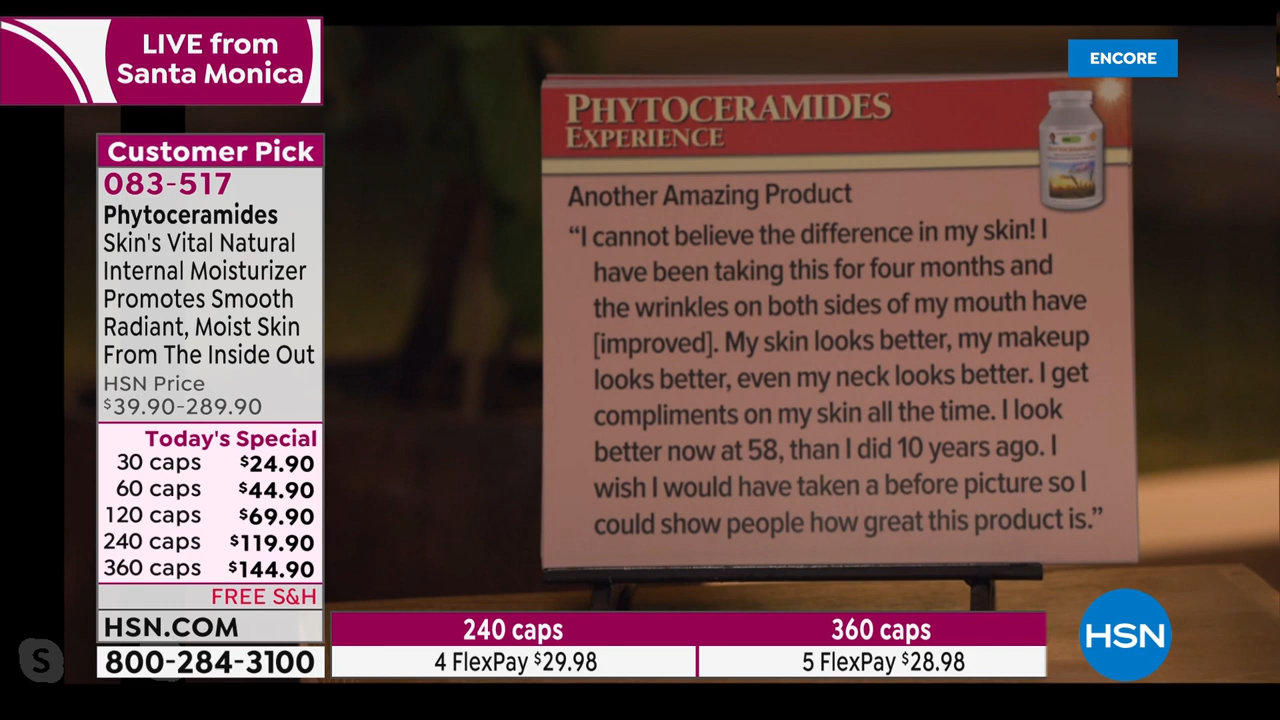 LIVE from
Santa Monica
ENCORE
Customer Pick
083-517
Phytoceramides
Skin's Vital Natural
Internal Moisturizer
Promotes Smooth
Radiant, Moist Skin
From The Inside Out
HSN Price
$39.90-289.90
Today's Special
30 caps $24.90
60 caps $44.90
120 caps $69.90
240 caps $119.90
360 caps $144.90
FREE S&H
HSN.COM
800-284-3100
PHYTOCERAMIDES
EXPERIENCE
Another Amazing Product
“I cannot believe the difference in my skin! I
have been taking this for four months and
the wrinkles on both sides of my mouth have
[improved]. My skin looks better, my makeup
looks better, even my neck looks better. I get
compliments on my skin all the time. I look
better now at 58, than I did 10 years ago. I
wish I would have taken a before picture so I
could show people how great this product is.”
240 caps 360 caps
4 FlexPay $29.98 5 FlexPay $28.98
HSN
S